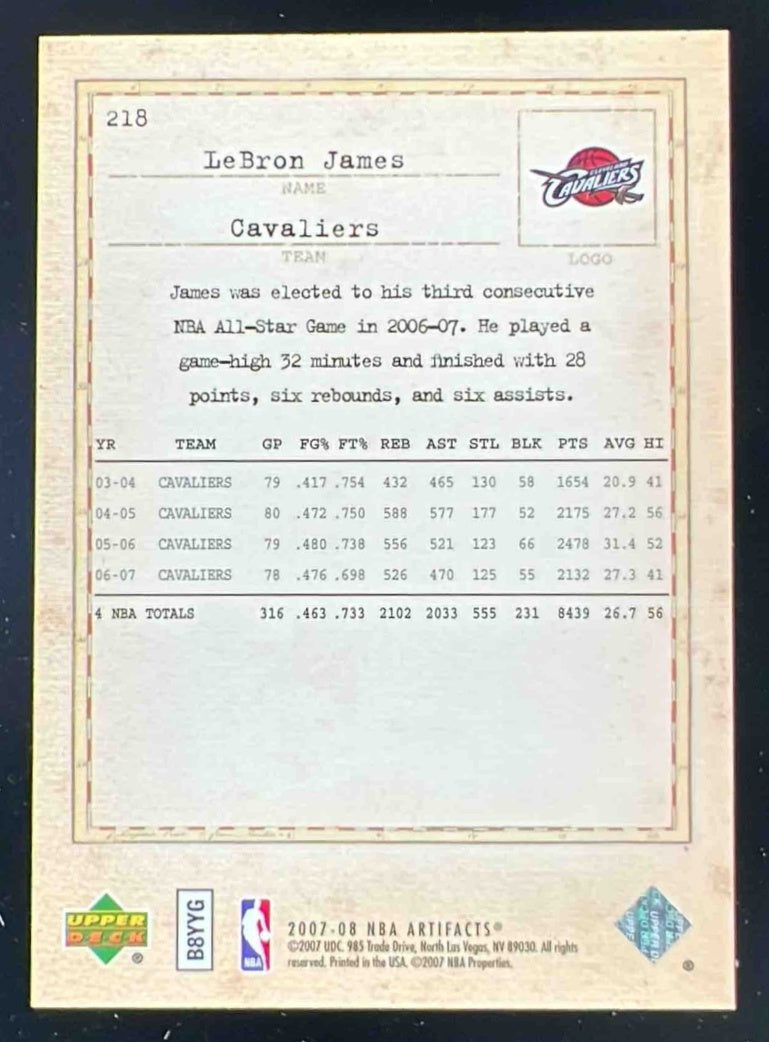 218
LeBron James
NAME
CLEVELAND
CAVALIERS
Cavaliers
TEAM
LOGO
James was elected to his third consecutive
NBA All-Star Game in 2006-07. He played a
game-high 32 minutes and finished with 28
points, six rebounds, and six assists.
YR TEAM GP FG% FT% REB AST STL BLK PTS AVG HI
03-04 CAVALIERS 79 .417 .754 432 465 130 58 1654 20.9 41
04-05 CAVALIERS 80 .472 .750 588 577 177 52 2175 27.2 56
05-06 CAVALIERS 79 .480 .738 556 521 123 66 2478 31.4 52
06-07 CAVALIERS 78 .476 .698 526 470 125 55 2132 27.3 41
4 NBA TOTALS 316 .463 .733 2102 2033 555 231 8439 26.7 56
UPPER
DECK
®
B8YYG
NBA
2007-08 NBA ARTIFACTS®
©2007 UDC. 985 Trade Drive, North Las Vegas, NV 89030. All rights
reserved. Printed in the USA. ©2007 NBA Properties.
®